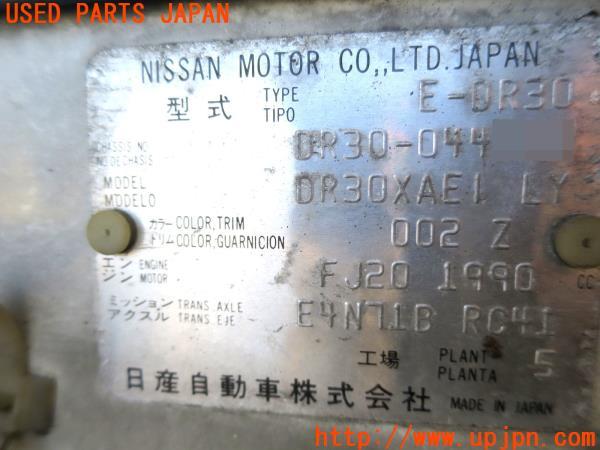 USED PARTS JAPAN
NISSAN MOTOR CO.,LTD.JAPAN
型式 TYPE TIPO E-DR30
CHASSIS NO. NO.DE CHASIS DR30-044
MODEL MODELO DR30XAE1 LY
カラー COLOR,TRIM 002 Z
トリム COLOR,GUARNICION
エンジン ENGINE MOTOR FJ20 1990 CC
ミッション TRANS. AXLE E4N71B RC41
アクスル TRANS. EJE
工場 PLANT PLANTA 5
日産自動車株式会社 MADE IN JAPAN
http://www.upjpn.com